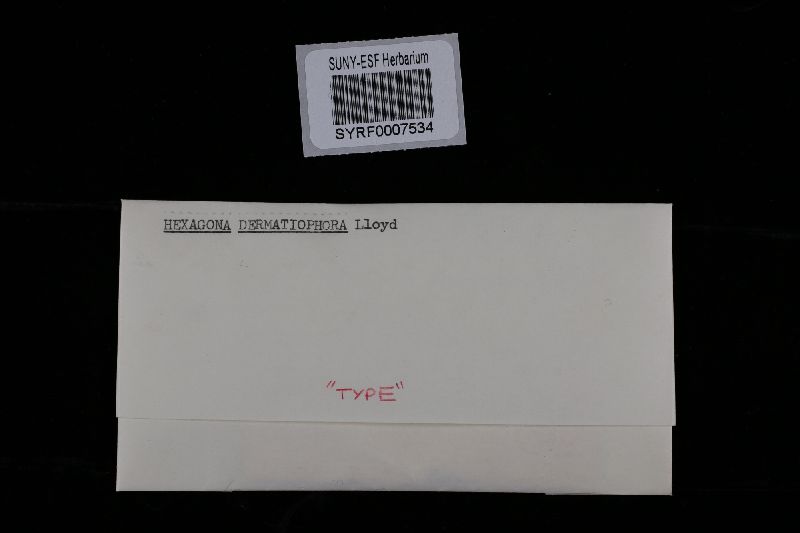 SUNY-ESF Herbarium
SYRF0007534
HEXAGONA DERMATIOPHORA Lloyd
"TYPE"